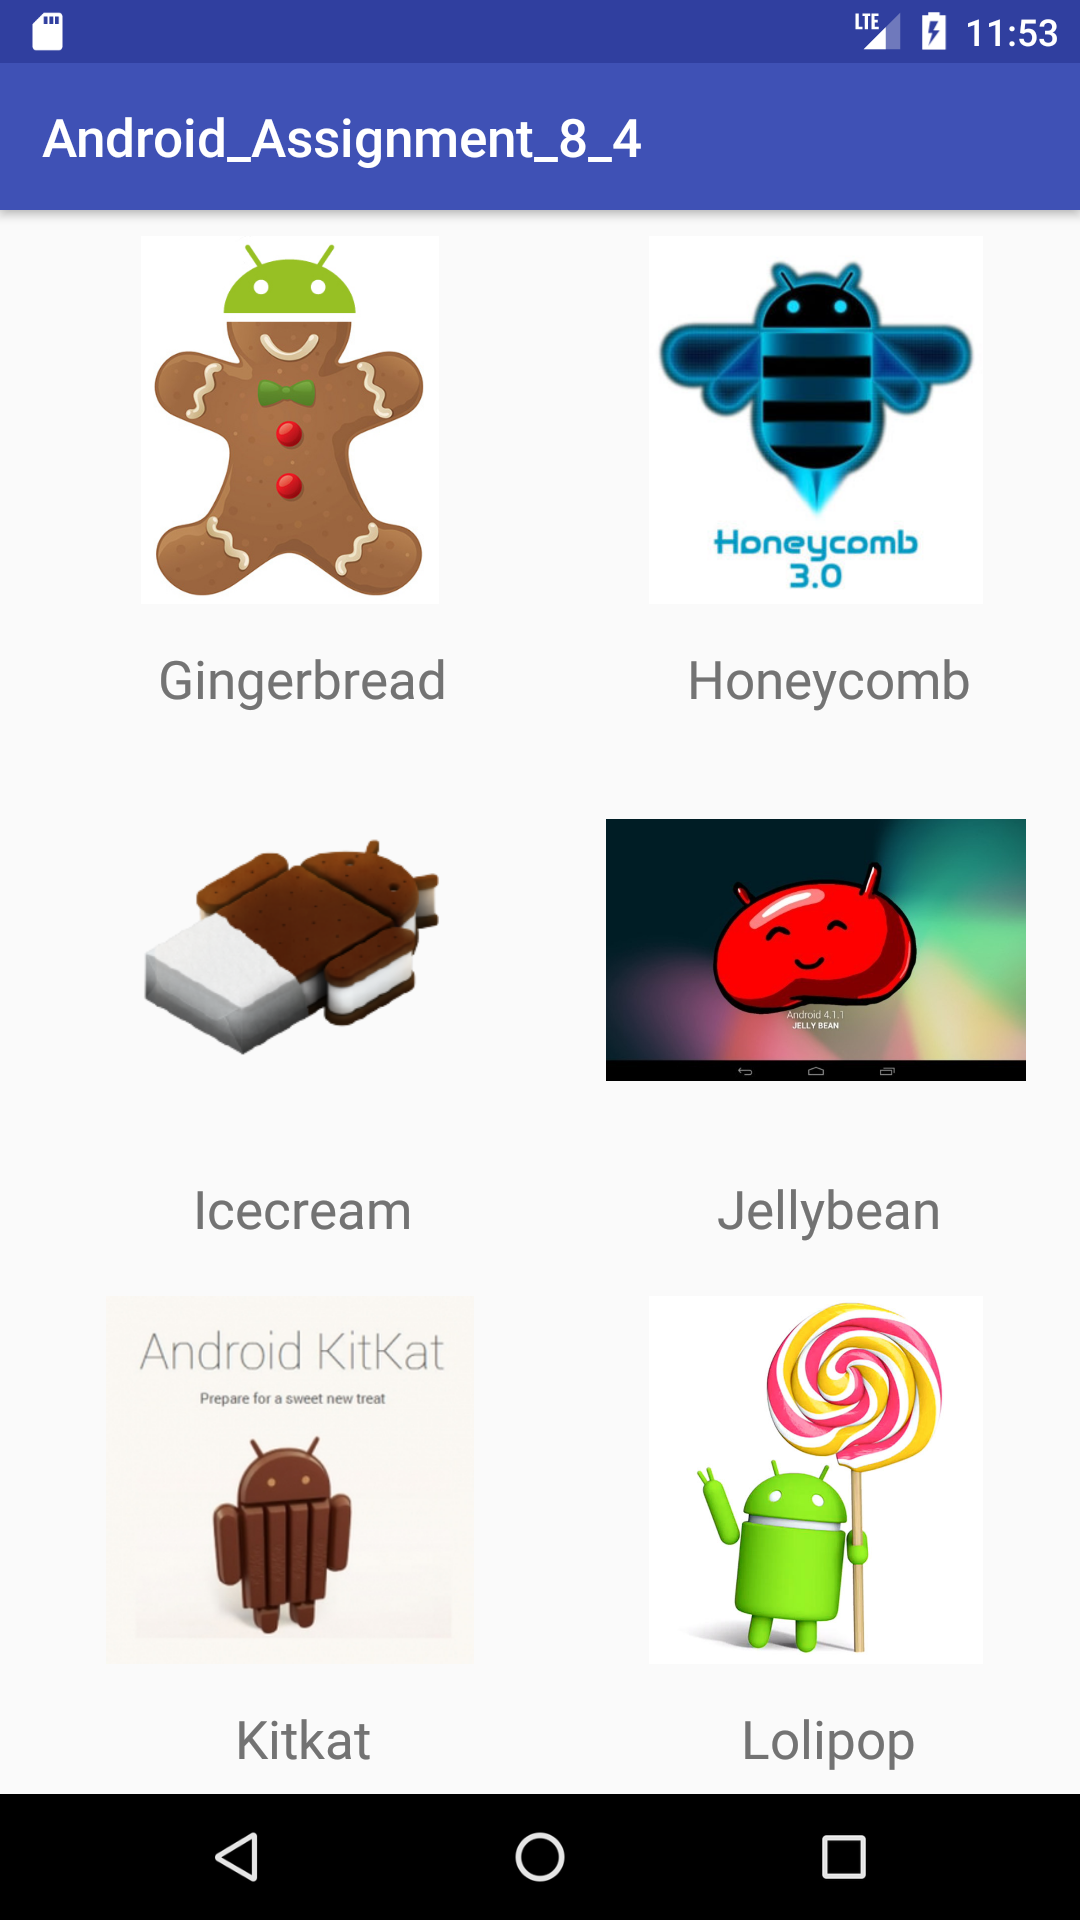 LTE 11:53
Android_Assignment_8_4
Honeycomb
3.0
Gingerbread Honeycomb
Android 4.1.1
JELLY BEAN
Icecream Jellybean
Android KitKat
Prepare for a sweet new treat
Kitkat Lolipop